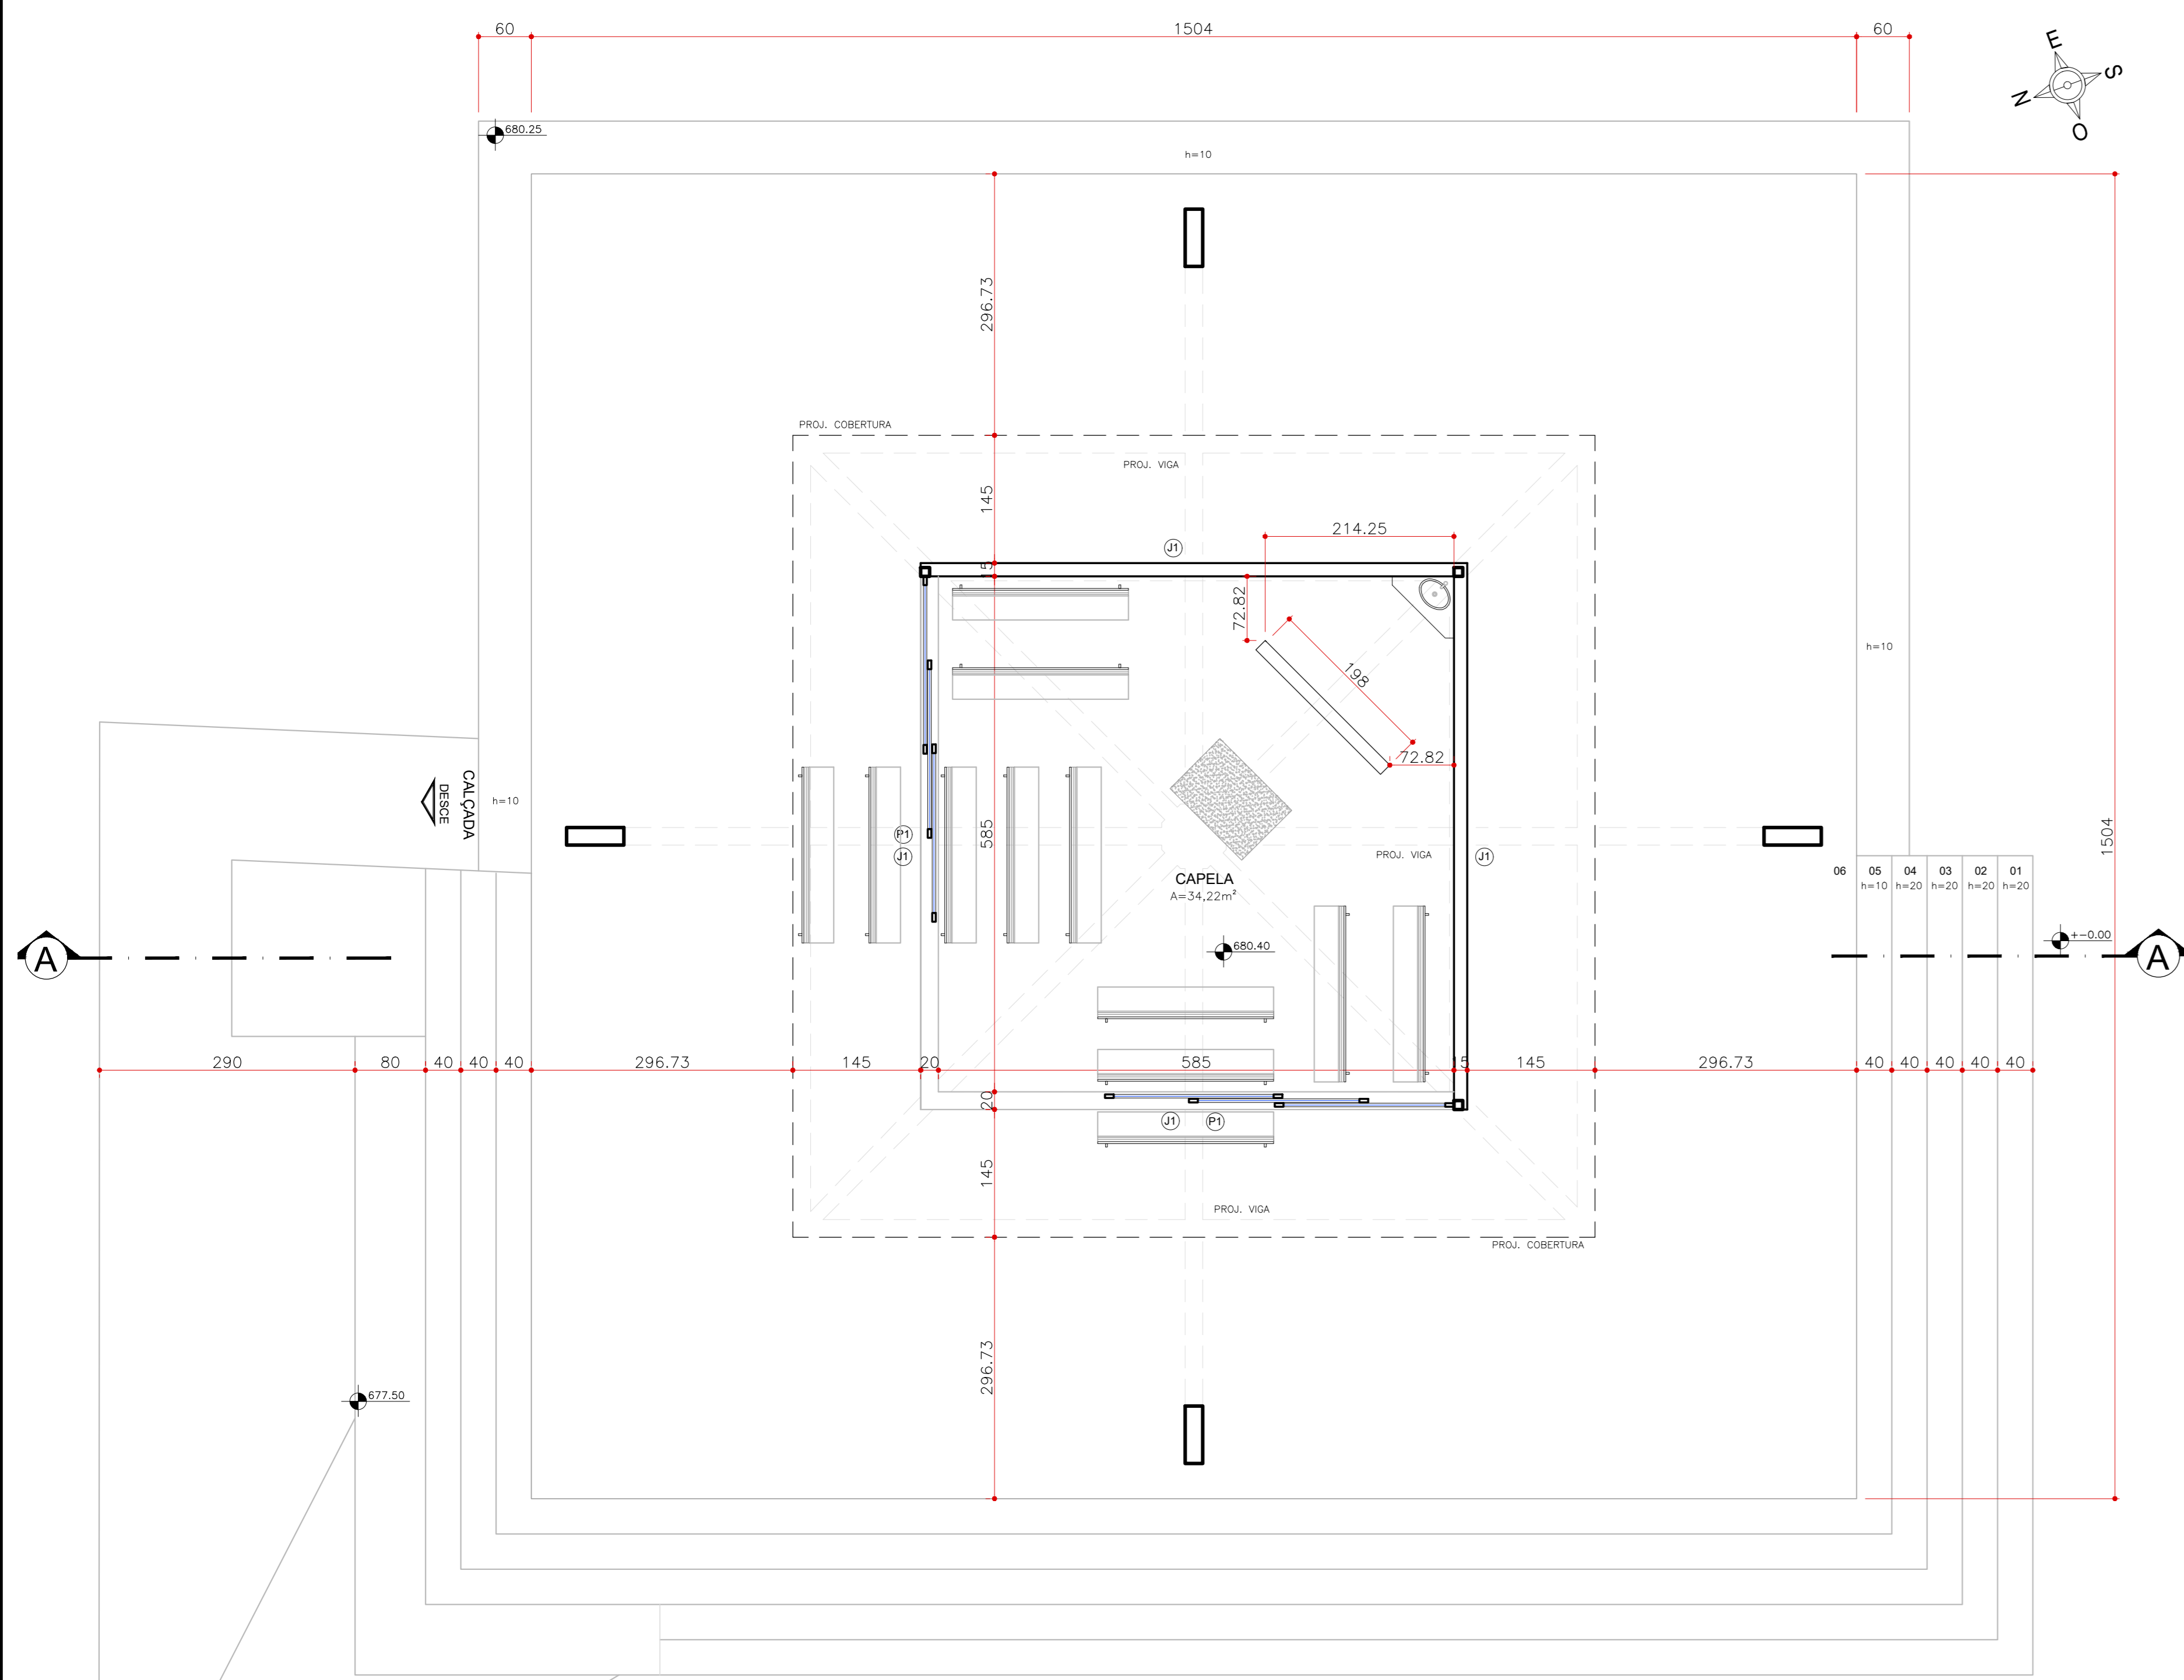 60
1504
60
E
S
N
O
680.25
h=10
296.73
PROJ. COBERTURA
PROJ. VIGA
145
214.25
J1
15
72.82
198
h=10
72.82
CALÇADA
DESCE
h=10
P1
J1
585
PROJ. VIGA
J1
1504
CAPELA
A=34,22m²
06
05
04
03
02
01
h=10
h=20
h=20
h=20
h=20
680.40
+-0.00
A
A
290
80
40
40
40
296.73
145
20
585
15
145
296.73
40
40
40
40
40
20
J1
P1
145
PROJ. VIGA
PROJ. COBERTURA
296.73
677.50